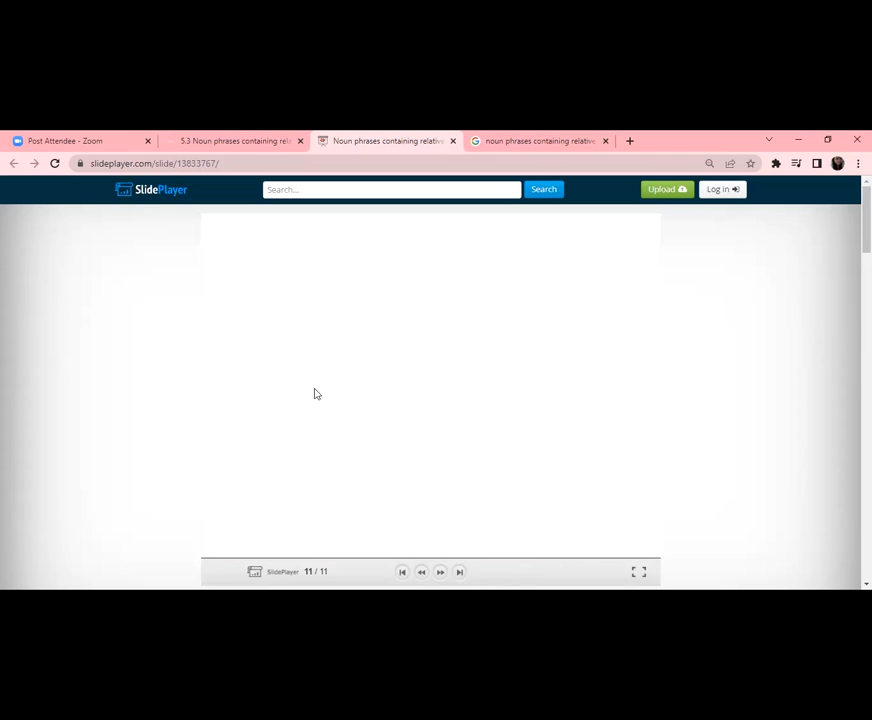 Post Attendee - Zoom
5.3 Noun phrases containing rela
Noun phrases containing relative
noun phrases containing relative
slideplayer.com/slide/13833767/
SlidePlayer
Search...
Search
Upload
Log in
SlidePlayer 11 / 11